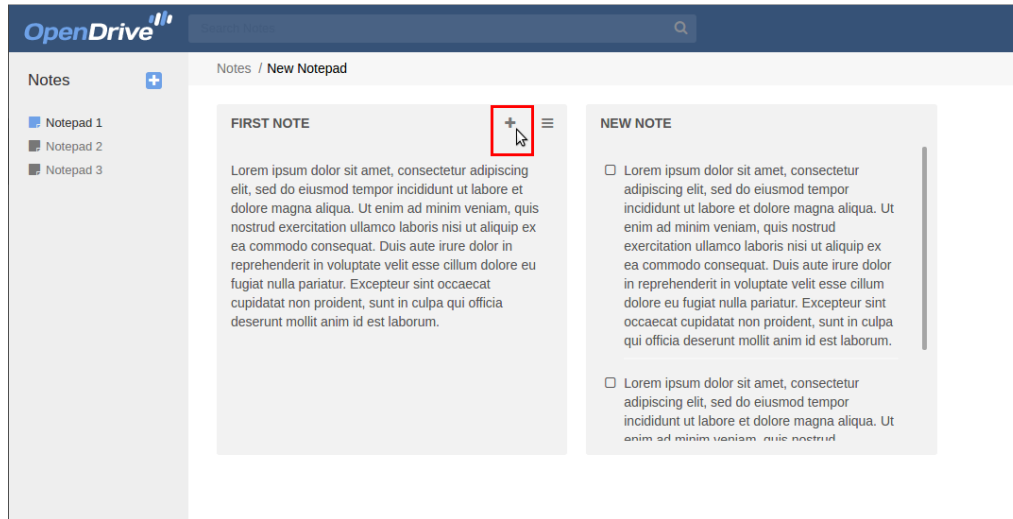 OpenDrive
Search Notes
Notes
Notes / New Notepad
Notepad 1
Notepad 2
Notepad 3
FIRST NOTE
Lorem ipsum dolor sit amet, consectetur adipiscing
elit, sed do eiusmod tempor incididunt ut labore et
dolore magna aliqua. Ut enim ad minim veniam, quis
nostrud exercitation ullamco laboris nisi ut aliquip ex
ea commodo consequat. Duis aute irure dolor in
reprehenderit in voluptate velit esse cillum dolore eu
fugiat nulla pariatur. Excepteur sint occaecat
cupidatat non proident, sunt in culpa qui officia
deserunt mollit anim id est laborum.
NEW NOTE
Lorem ipsum dolor sit amet, consectetur
adipiscing elit, sed do eiusmod tempor
incididunt ut labore et dolore magna aliqua. Ut
enim ad minim veniam, quis nostrud
exercitation ullamco laboris nisi ut aliquip ex
ea commodo consequat. Duis aute irure dolor
in reprehenderit in voluptate velit esse cillum
dolore eu fugiat nulla pariatur. Excepteur sint
occaecat cupidatat non proident, sunt in culpa
qui officia deserunt mollit anim id est laborum.
Lorem ipsum dolor sit amet, consectetur
adipiscing elit, sed do eiusmod tempor
incididunt ut labore et dolore magna aliqua. Ut
enim ad minim veniam, quis nostrud